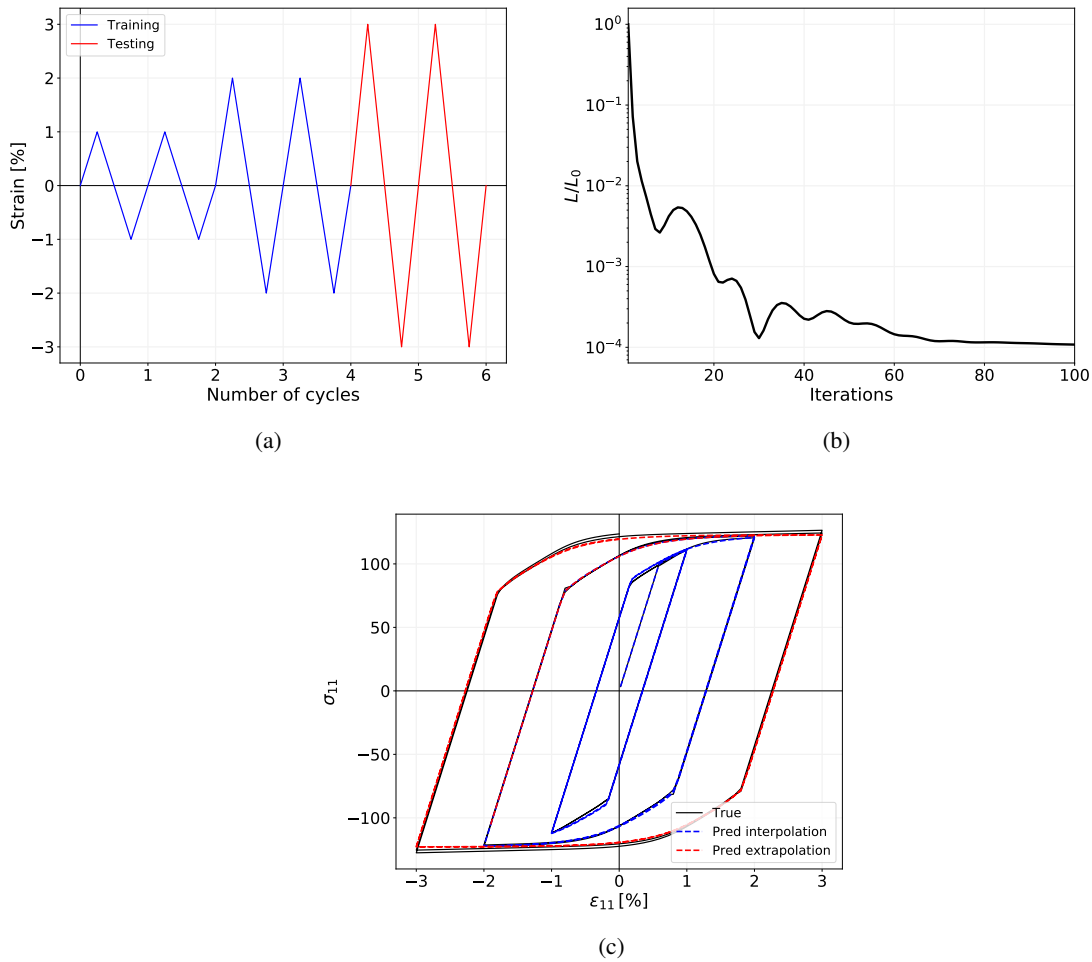 Training
Testing
3
2
1
0
−1
−2
−3
Strain [%]
0 1 2 3 4 5 6
Number of cycles
(a)
10^0
10^−1
10^−2
10^−3
10^−4
L/L_0
20 40 60 80 100
Iterations
(b)
100
50
0
−50
−100
σ_11
True
Pred interpolation
Pred extrapolation
−3 −2 −1 0 1 2 3
ε_11 [%]
(c)